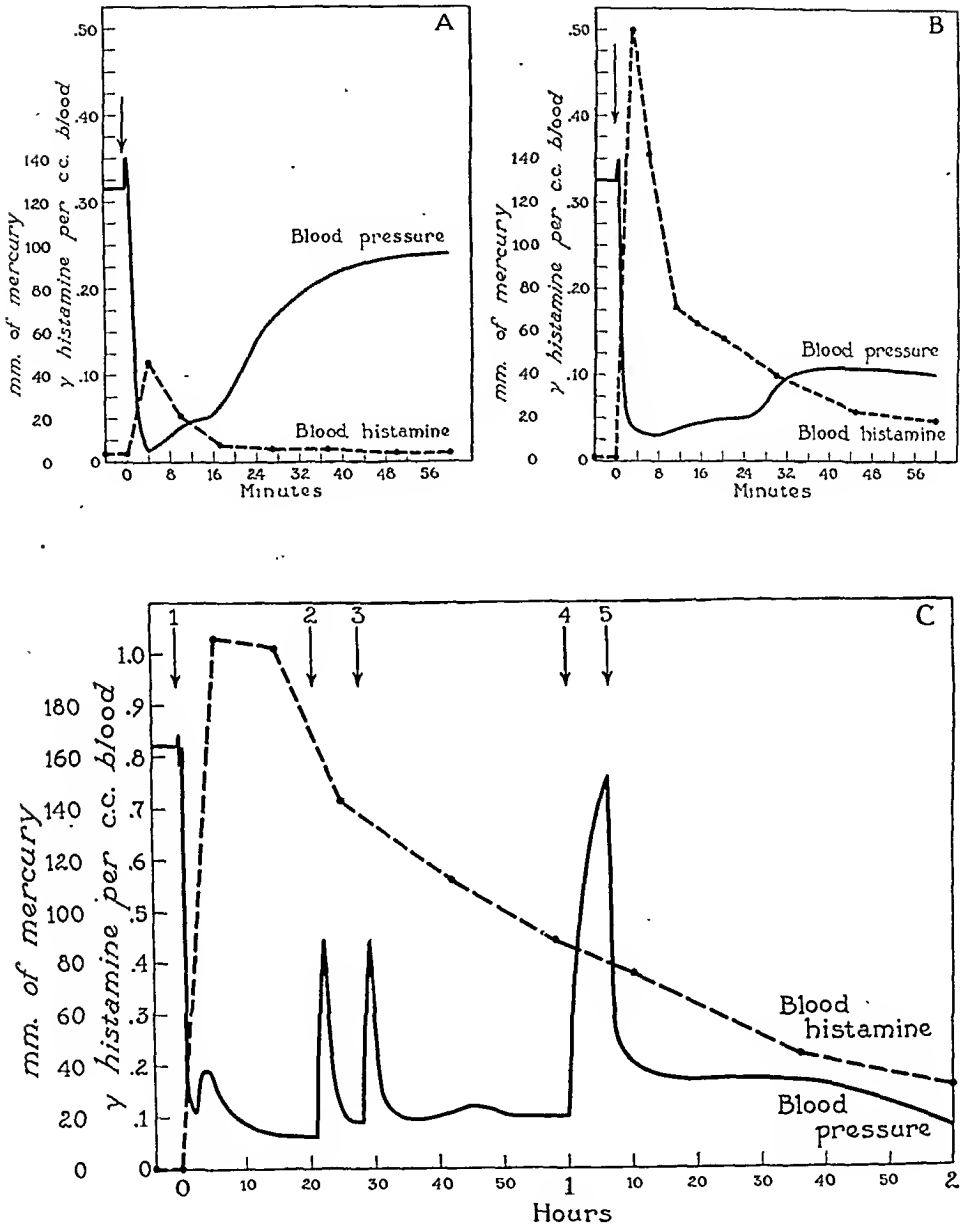 A
.50
.40
.30
.20
.10
0
140
120
100
80
60
40
20
0
mm. of mercury
γ histamine per c.c. blood
Blood pressure
Blood histamine
0 8 16 24 32 40 48 56
Minutes
B
.50
.40
.30
.20
.10
0
140
120
100
80
60
40
20
0
mm. of mercury
γ histamine per c.c. blood
Blood pressure
Blood histamine
0 8 16 24 32 40 48 56
Minutes
C
1 2 3 4 5
1.0
.9
.8
.7
.6
.5
.4
.3
.2
.1
0
180
160
140
120
100
80
60
40
20
0
mm. of mercury
γ histamine per c.c. blood
Blood
histamine
Blood
pressure
0 10 20 30 40 50 1 10 20 30 40 50 2
Hours